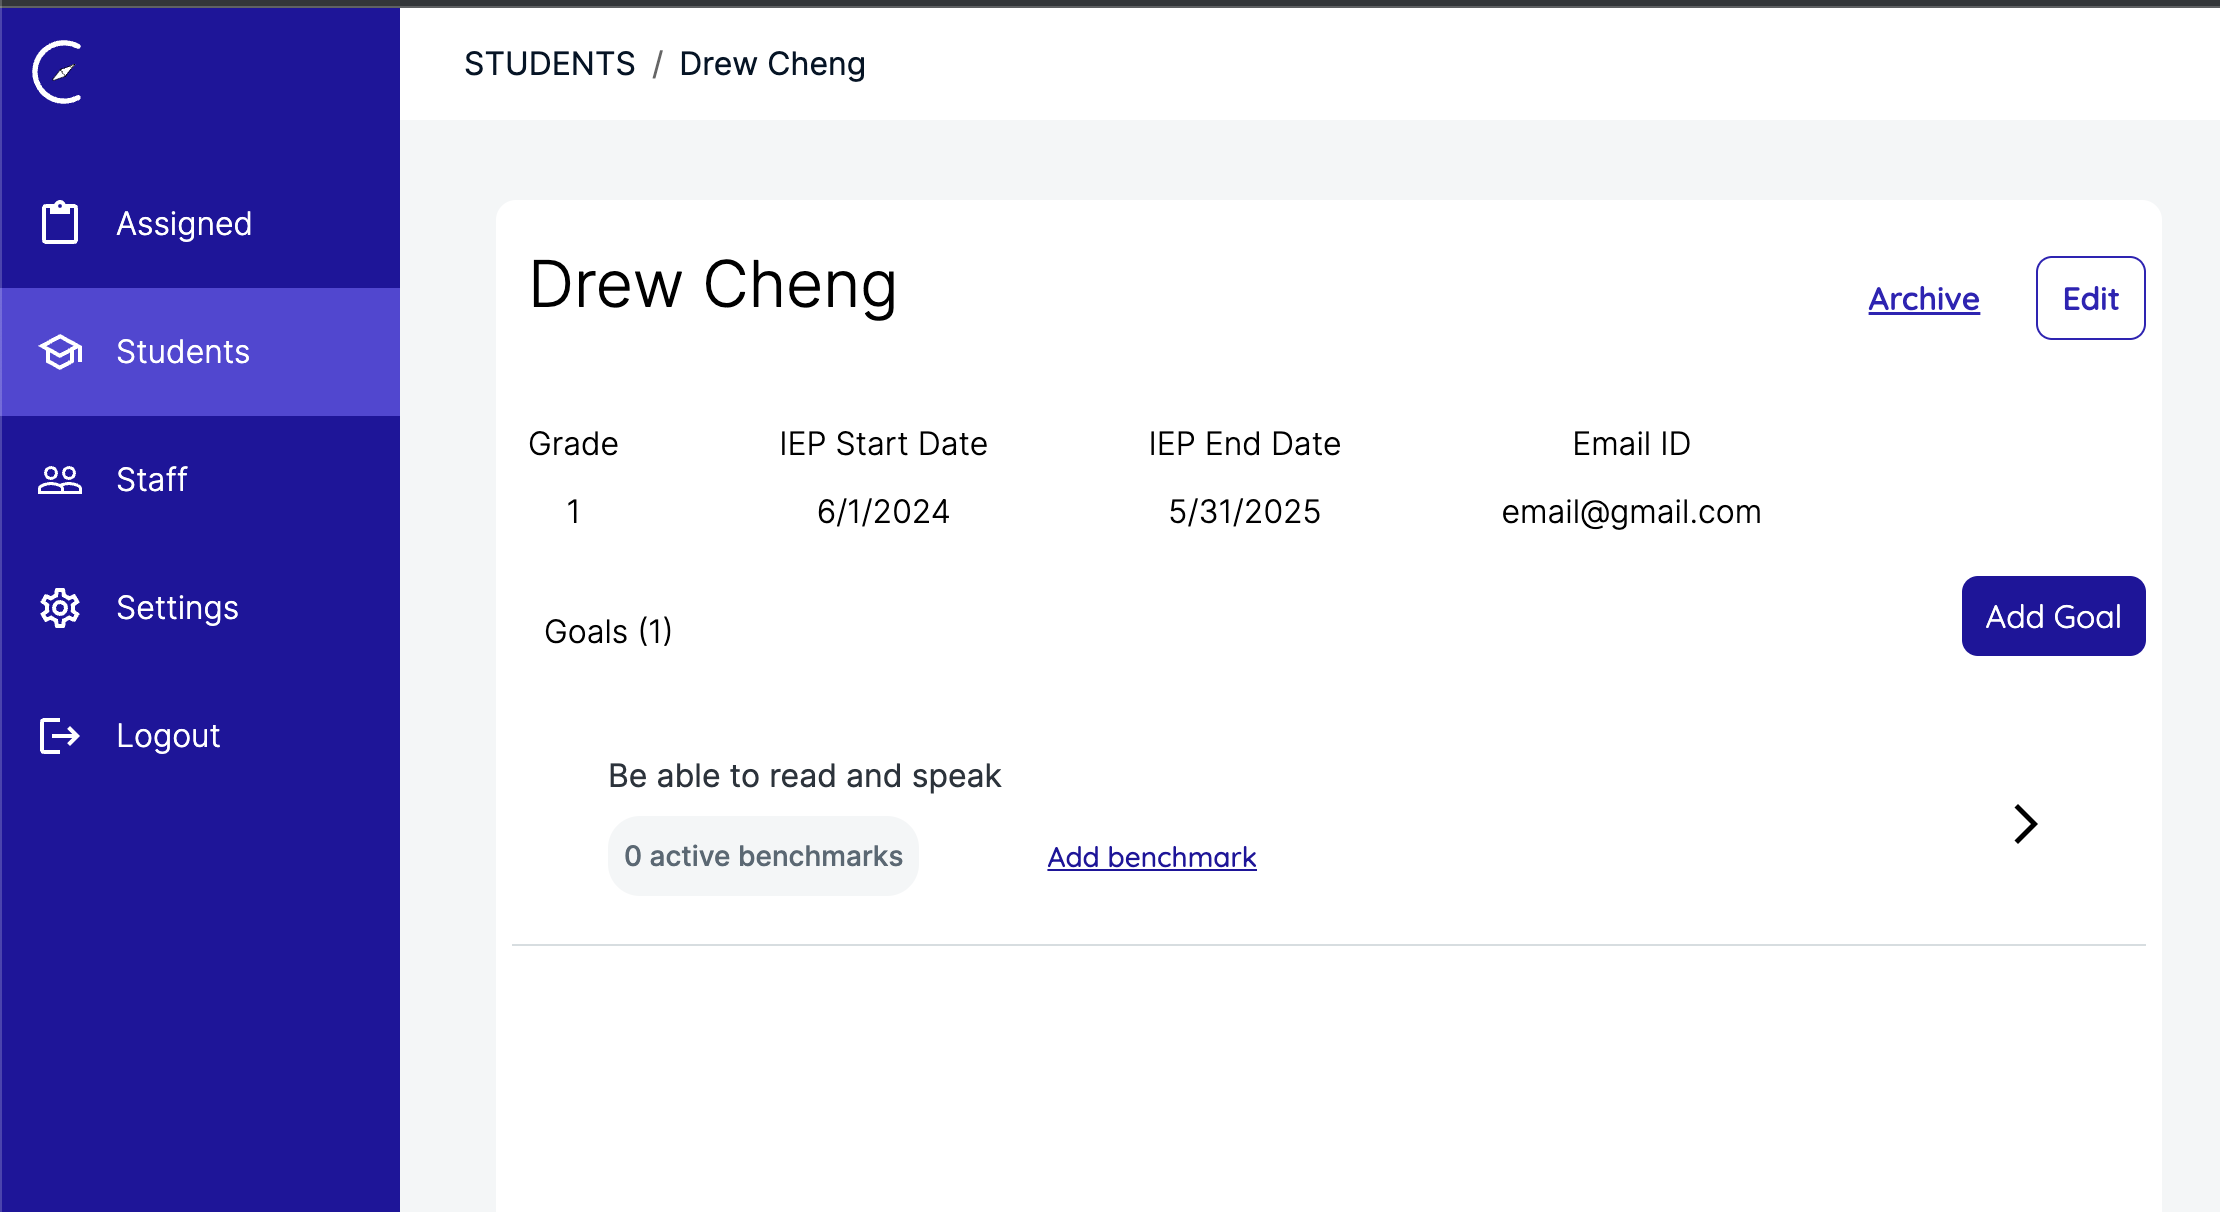 STUDENTS / Drew Cheng
Assigned
Students
Staff
Settings
Logout
Drew Cheng
Archive
Edit
Grade IEP Start Date IEP End Date Email ID
1 6/1/2024 5/31/2025 email@gmail.com
Goals (1)
Add Goal
Be able to read and speak
0 active benchmarks
Add benchmark